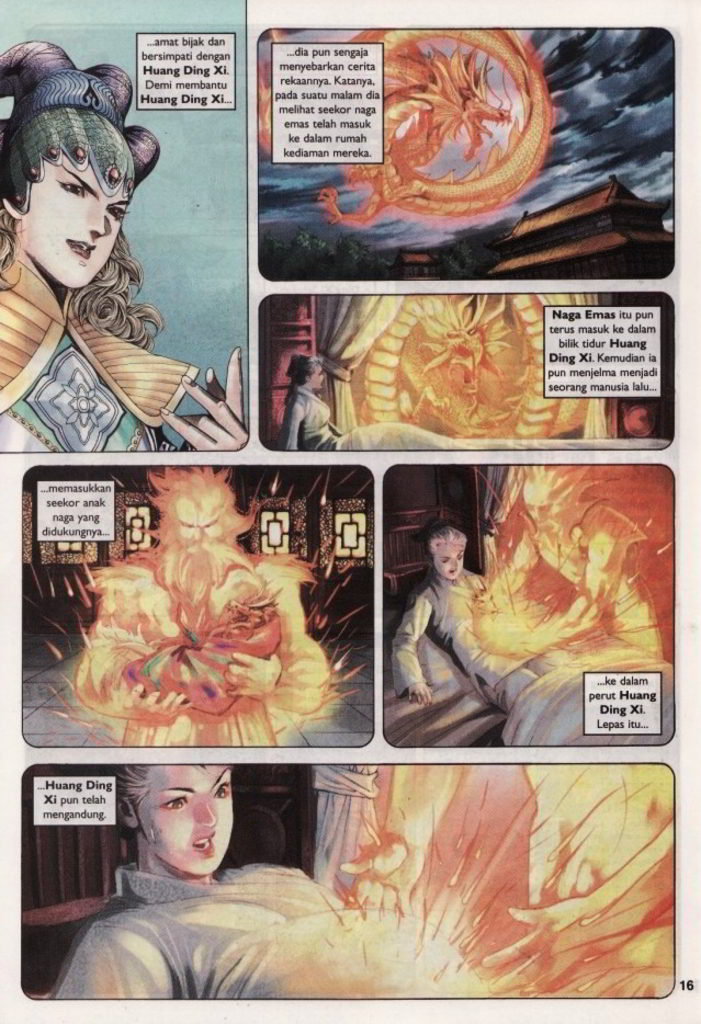 ...amat bijak dan
bersimpati dengan
Huang Ding Xi.
Demi membantu
Huang Ding Xi...
...dia pun sengaja
menyebarkan cerita
rekaannya. Katanya,
pada suatu malam dia
melihat seekor naga
emas telah masuk
ke dalam rumah
kediaman mereka.
Naga Emas itu pun
terus masuk ke dalam
bilik tidur Huang
Ding Xi. Kemudian ia
pun menjelma menjadi
seorang manusia lalu...
...memasukkan
seekor anak
naga yang
didukungnya...
...ke dalam
perut Huang
Ding Xi.
Lepas itu...
...Huang Ding
Xi pun telah
mengandung.
16